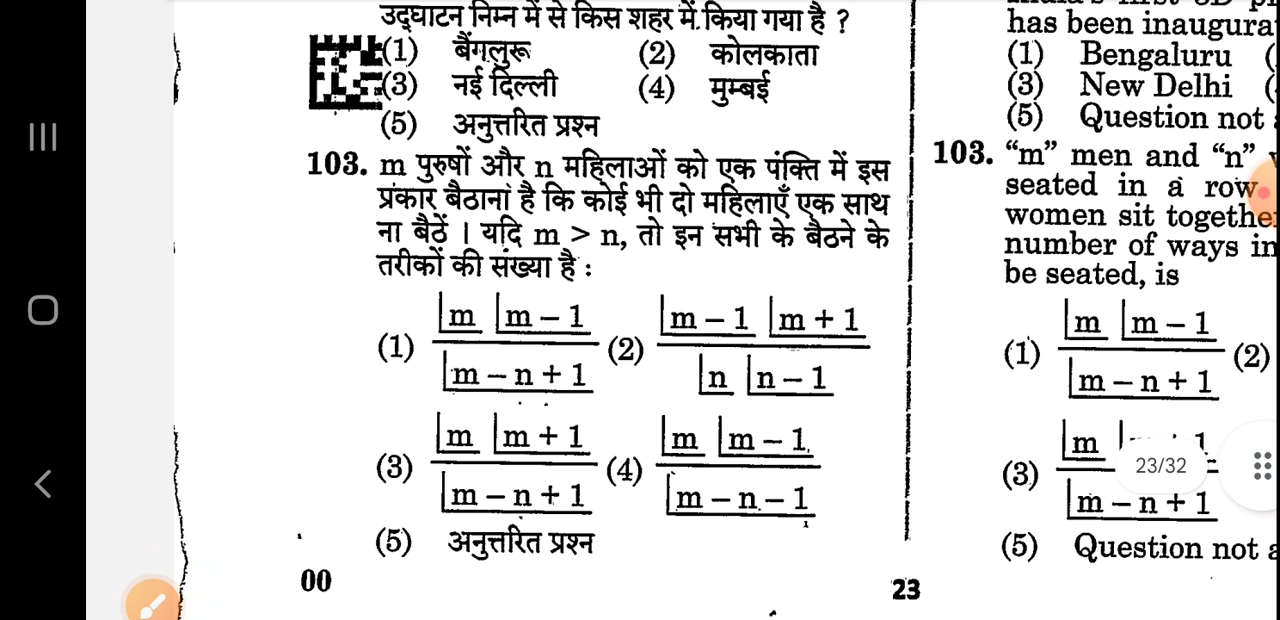 उद्घाटन निम्न में से किस शहर में किया गया है ?
(1) बैंगलुरू (2) कोलकाता
(3) नई दिल्ली (4) मुम्बई
(5) अनुत्तरित प्रश्न
103. m पुरुषों और n महिलाओं को एक पंक्ति में इस
प्रकार बैठाना है कि कोई भी दो महिलाएँ एक साथ
ना बैठें । यदि m > n, तो इन सभी के बैठने के
तरीकों की संख्या है :
(1) |m |m – 1 / |m – n + 1 (2) |m – 1 |m + 1 / |n |n – 1
(3) |m |m + 1 / |m – n + 1 (4) |m |m – 1 / |m – n – 1
(5) अनुत्तरित प्रश्न
00
23
has been inaugura
(1) Bengaluru (
(3) New Delhi (
(5) Question not
103. “m” men and “n”
seated in a row
women sit togethe
number of ways in
be seated, is
(1) |m |m – 1 / |m – n + 1 (2)
(3) |m / |m – n + 1
(5) Question not a
23/32